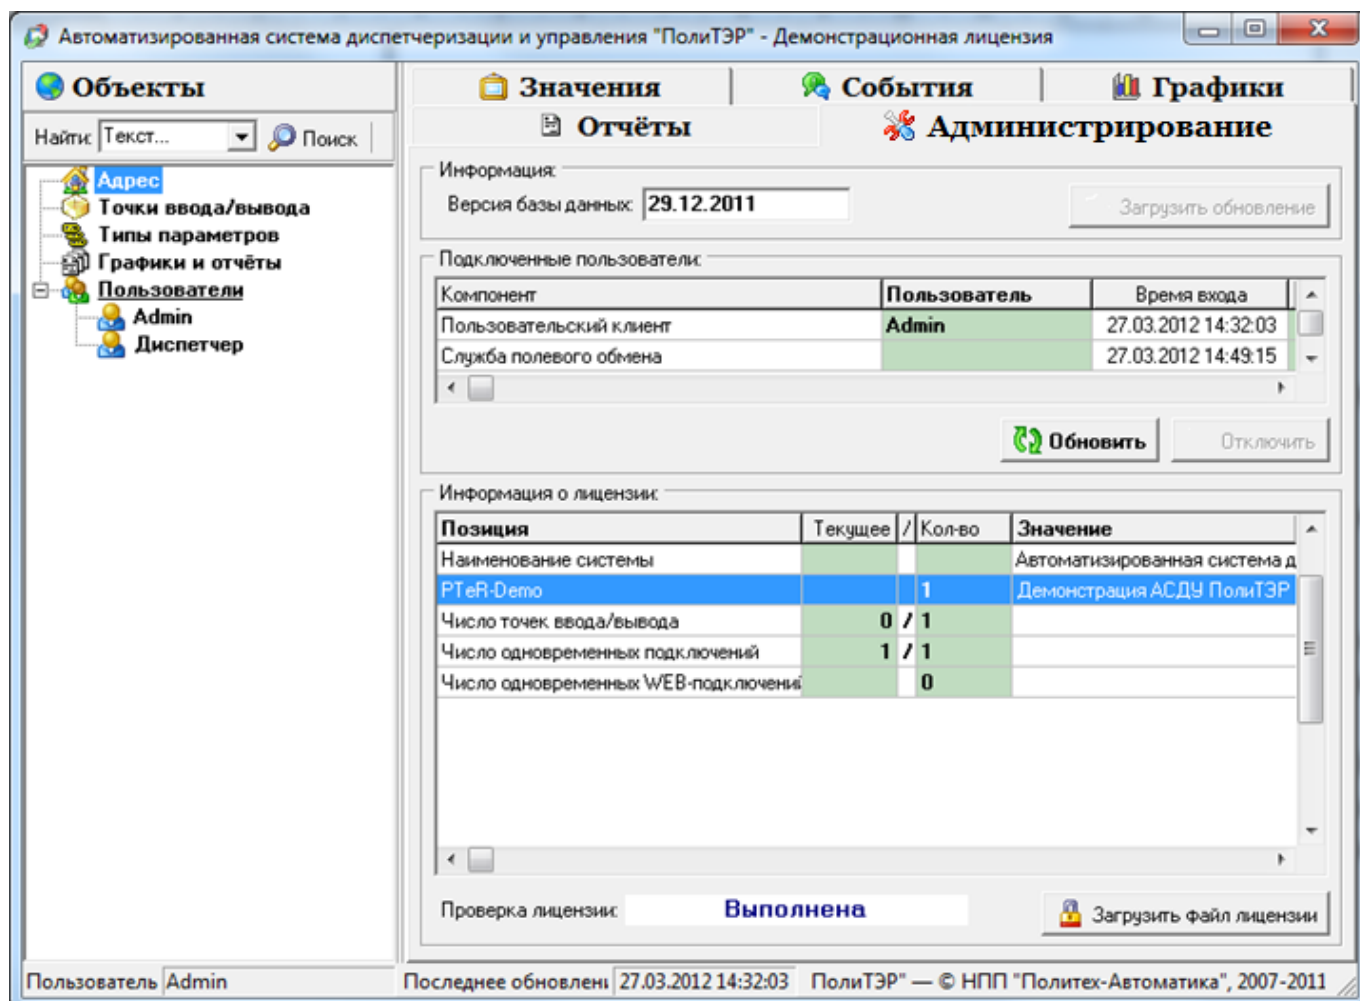 Автоматизированная система диспетчеризации и управления "ПолиТЭР" - Демонстрационная лицензия
Объекты
Найти: Текст... Поиск
Адрес
Точки ввода/вывода
Типы параметров
Графики и отчёты
Пользователи
Admin
Диспетчер
Значения События Графики
Отчёты Администрирование
Информация:
Версия базы данных: 29.12.2011 Загрузить обновление
Подключенные пользователи:
Компонент Пользователь Время входа
Пользовательский клиент Admin 27.03.2012 14:32:03
Служба полевого обмена 27.03.2012 14:49:15
Обновить Отключить
Информация о лицензии:
Позиция Текущее / Кол-во Значение
Наименование системы Автоматизированная система д
PTeR-Demo 1 Демонстрация АСДУ ПолиТЭР
Число точек ввода/вывода 0 / 1
Число одновременных подключений 1 / 1
Число одновременных WEB-подключений 0
Проверка лицензии: Выполнена Загрузить файл лицензии
Пользователь Admin Последнее обновлени 27.03.2012 14:32:03 ПолиТЭР" — © НПП "Политех-Автоматика", 2007-2011